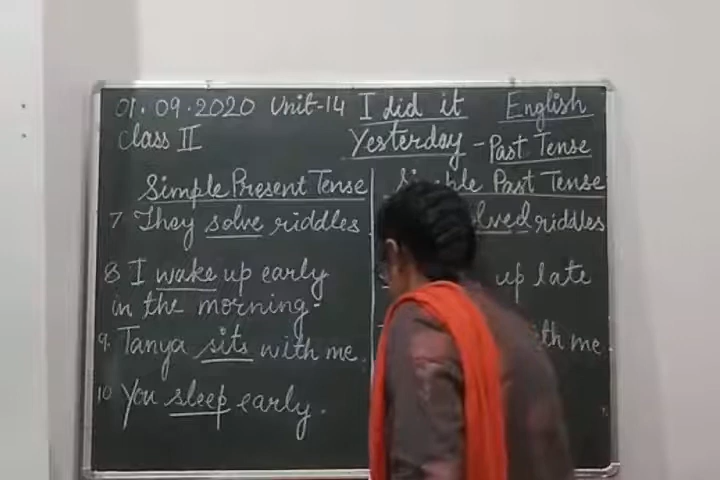 01.09.2020 Unit-14 I did it English
Class II Yesterday - Past Tense
Simple Present Tense
7 They solve riddles
8 I wake up early
in the morning.
9. Tanya sits with me.
10 You sleep early.
Past Tense
riddles
up late
with me.